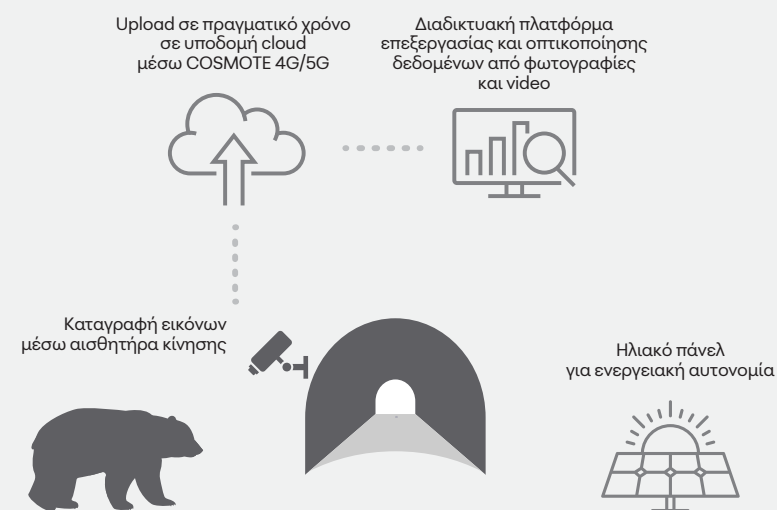 Upload σε πραγματικό χρόνο
σε υποδομή cloud
μέσω COSMOTE 4G/5G
Διαδικτυακή πλατφόρμα
επεξεργασίας και οπτικοποίησης
δεδομένων από φωτογραφίες
και video
Καταγραφή εικόνων
μέσω αισθητήρα κίνησης
Ηλιακό πάνελ
για ενεργειακή αυτονομία